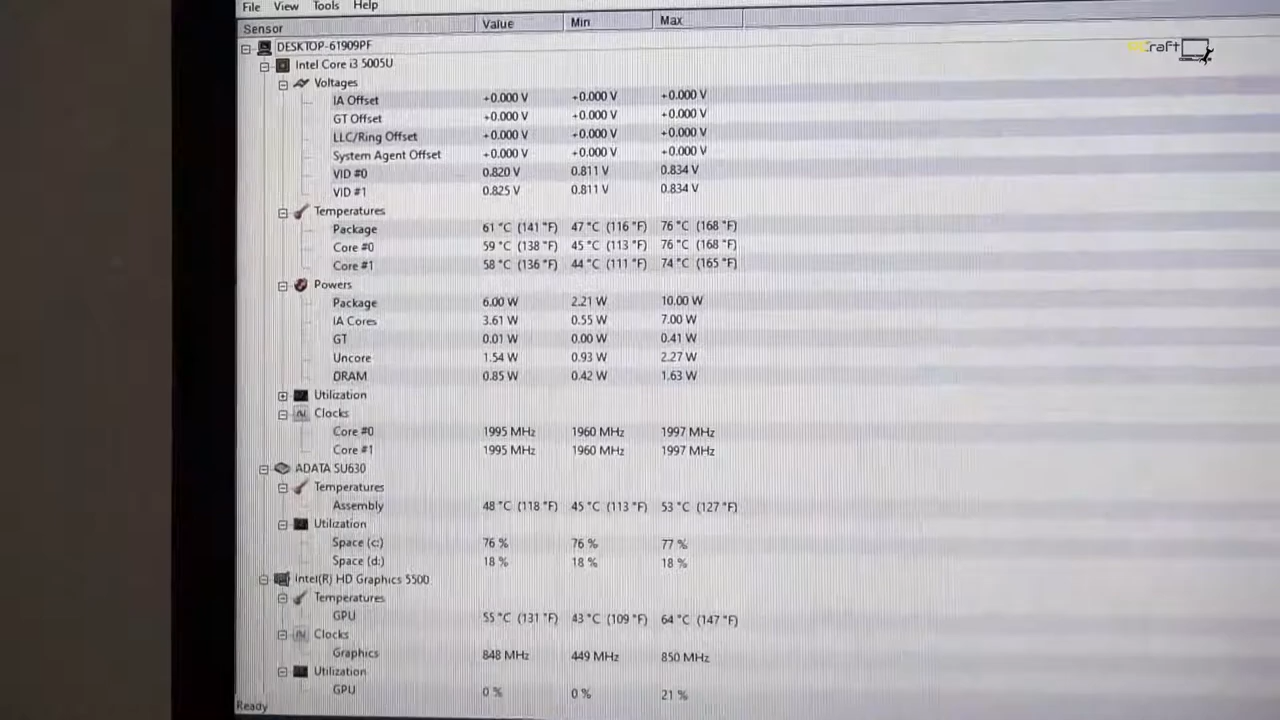 File View Tools Help
Sensor Value Min Max
DESKTOP-61909PF
Intel Core i3 5005U
Voltages
IA Offset +0.000 V +0.000 V +0.000 V
GT Offset +0.000 V +0.000 V +0.000 V
LLC/Ring Offset +0.000 V +0.000 V +0.000 V
System Agent Offset +0.000 V +0.000 V +0.000 V
VID #0 0.820 V 0.811 V 0.834 V
VID #1 0.825 V 0.811 V 0.834 V
Temperatures
Package 61 °C (141 °F) 47 °C (116 °F) 76 °C (168 °F)
Core #0 59 °C (138 °F) 45 °C (113 °F) 76 °C (168 °F)
Core #1 58 °C (136 °F) 44 °C (111 °F) 74 °C (165 °F)
Powers
Package 6.00 W 2.21 W 10.00 W
IA Cores 3.61 W 0.55 W 7.00 W
GT 0.01 W 0.00 W 0.41 W
Uncore 1.54 W 0.93 W 2.27 W
DRAM 0.85 W 0.42 W 1.63 W
Utilization
Clocks
Core #0 1995 MHz 1960 MHz 1997 MHz
Core #1 1995 MHz 1960 MHz 1997 MHz
ADATA SU630
Temperatures
Assembly 48 °C (118 °F) 45 °C (113 °F) 53 °C (127 °F)
Utilization
Space (c:) 76 % 76 % 77 %
Space (d:) 18 % 18 % 18 %
Intel(R) HD Graphics 5500
Temperatures
GPU 55 °C (131 °F) 43 °C (109 °F) 64 °C (147 °F)
Clocks
Graphics 848 MHz 449 MHz 850 MHz
Utilization
GPU 0 % 0 % 21 %
Ready